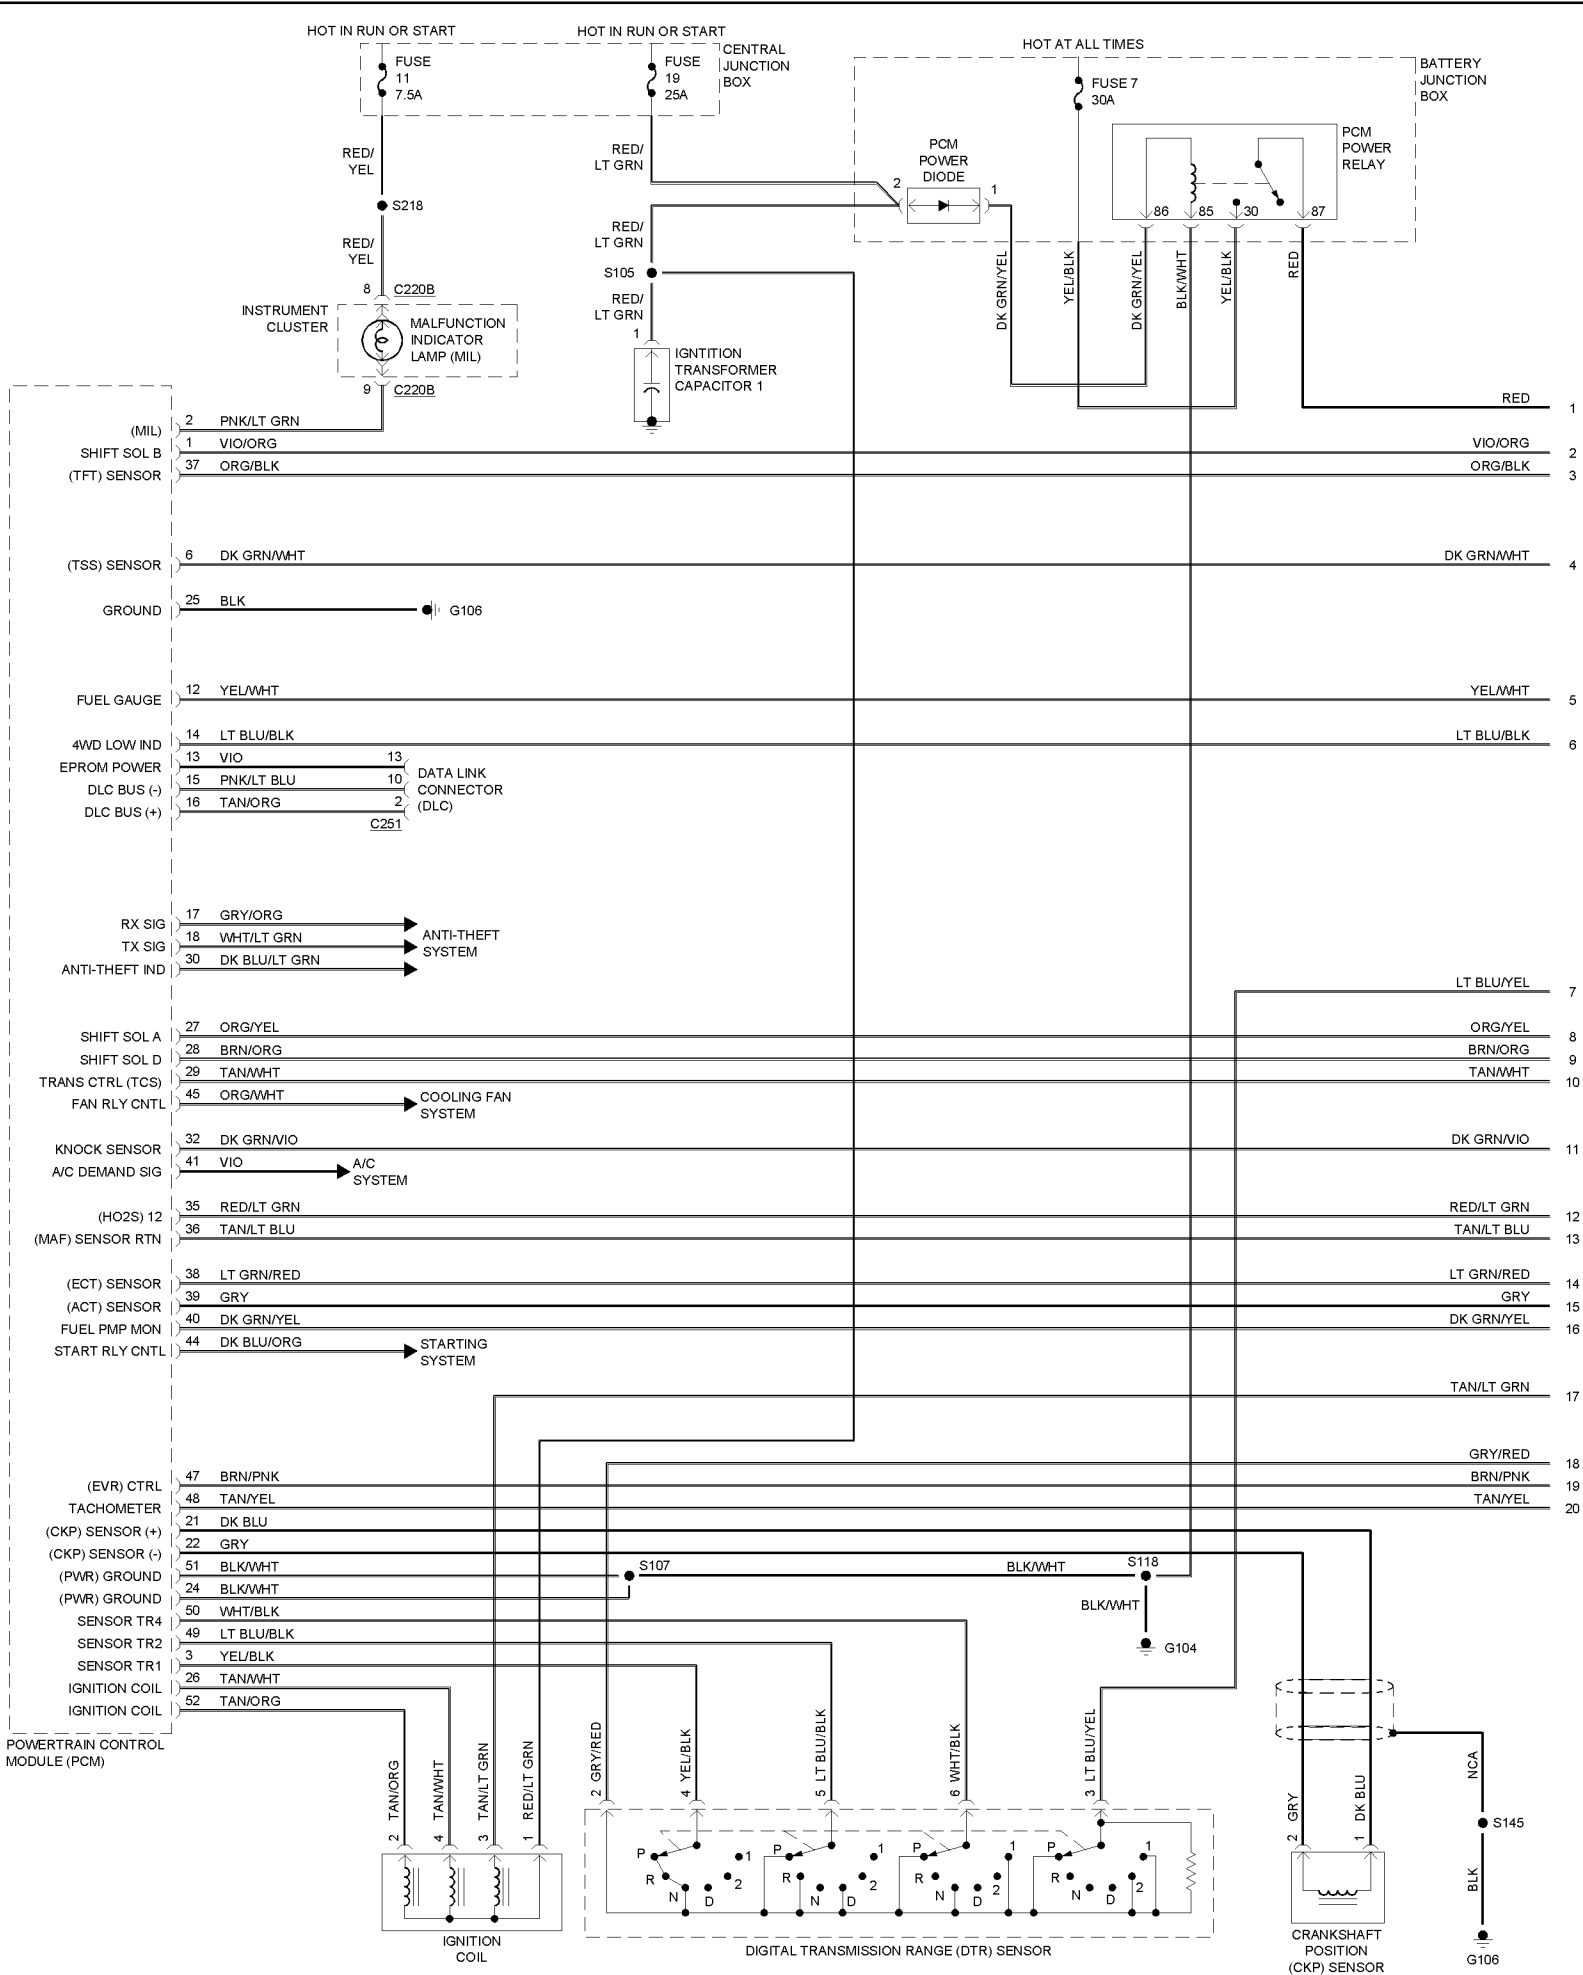 HOT IN RUN OR START
HOT IN RUN OR START
HOT AT ALL TIMES
FUSE
11
7.5A
FUSE
19
25A
CENTRAL
JUNCTION
BOX
FUSE 7
30A
BATTERY
JUNCTION
BOX
PCM
POWER
DIODE
2
1
PCM
POWER
RELAY
86
85
30
87
RED/
YEL
RED/
LT GRN
S218
RED/
YEL
RED/
LT GRN
S105
RED/
LT GRN
1
DK GRN/YEL
YEL/BLK
DK GRN/YEL
BLK/WHT
YEL/BLK
RED
8
C220B
INSTRUMENT
CLUSTER
MALFUNCTION
INDICATOR
LAMP (MIL)
9
C220B
IGNTITION
TRANSFORMER
CAPACITOR 1
RED 1
(MIL) 2 PNK/LT GRN
SHIFT SOL B 1 VIO/ORG VIO/ORG 2
(TFT) SENSOR 37 ORG/BLK ORG/BLK 3
(TSS) SENSOR 6 DK GRN/WHT DK GRN/WHT 4
GROUND 25 BLK G106
FUEL GAUGE 12 YEL/WHT YEL/WHT 5
4WD LOW IND 14 LT BLU/BLK LT BLU/BLK 6
EPROM POWER 13 VIO 13
DLC BUS (-) 15 PNK/LT BLU 10
DLC BUS (+) 16 TAN/ORG 2
C251
DATA LINK
CONNECTOR
(DLC)
RX SIG 17 GRY/ORG
TX SIG 18 WHT/LT GRN
ANTI-THEFT IND 30 DK BLU/LT GRN
ANTI-THEFT
SYSTEM
LT BLU/YEL 7
SHIFT SOL A 27 ORG/YEL ORG/YEL 8
SHIFT SOL D 28 BRN/ORG BRN/ORG 9
TRANS CTRL (TCS) 29 TAN/WHT TAN/WHT 10
FAN RLY CNTL 45 ORG/WHT
COOLING FAN
SYSTEM
KNOCK SENSOR 32 DK GRN/VIO DK GRN/VIO 11
A/C DEMAND SIG 41 VIO
A/C
SYSTEM
(HO2S) 12 35 RED/LT GRN RED/LT GRN 12
(MAF) SENSOR RTN 36 TAN/LT BLU TAN/LT BLU 13
(ECT) SENSOR 38 LT GRN/RED LT GRN/RED 14
(ACT) SENSOR 39 GRY GRY 15
FUEL PMP MON 40 DK GRN/YEL DK GRN/YEL 16
START RLY CNTL 44 DK BLU/ORG
STARTING
SYSTEM
TAN/LT GRN 17
GRY/RED 18
(EVR) CTRL 47 BRN/PNK BRN/PNK 19
TACHOMETER 48 TAN/YEL TAN/YEL 20
(CKP) SENSOR (+) 21 DK BLU
(CKP) SENSOR (-) 22 GRY
(PWR) GROUND 51 BLK/WHT S107 BLK/WHT S118
(PWR) GROUND 24 BLK/WHT
BLK/WHT
G104
SENSOR TR4 50 WHT/BLK
SENSOR TR2 49 LT BLU/BLK
SENSOR TR1 3 YEL/BLK
IGNITION COIL 26 TAN/WHT
IGNITION COIL 52 TAN/ORG
POWERTRAIN CONTROL
MODULE (PCM)
2 TAN/ORG
4 TAN/WHT
3 TAN/LT GRN
1 RED/LT GRN
2 GRY/RED
4 YEL/BLK
5 LT BLU/BLK
6 WHT/BLK
3 LT BLU/YEL
2 GRY
1 DK BLU
NCA
S145
BLK
G106
P R N D 2 1
P R N D 2 1
P R N D 2 1
P R N D 2 1
IGNITION
COIL
DIGITAL TRANSMISSION RANGE (DTR) SENSOR
CRANKSHAFT
POSITION
(CKP) SENSOR